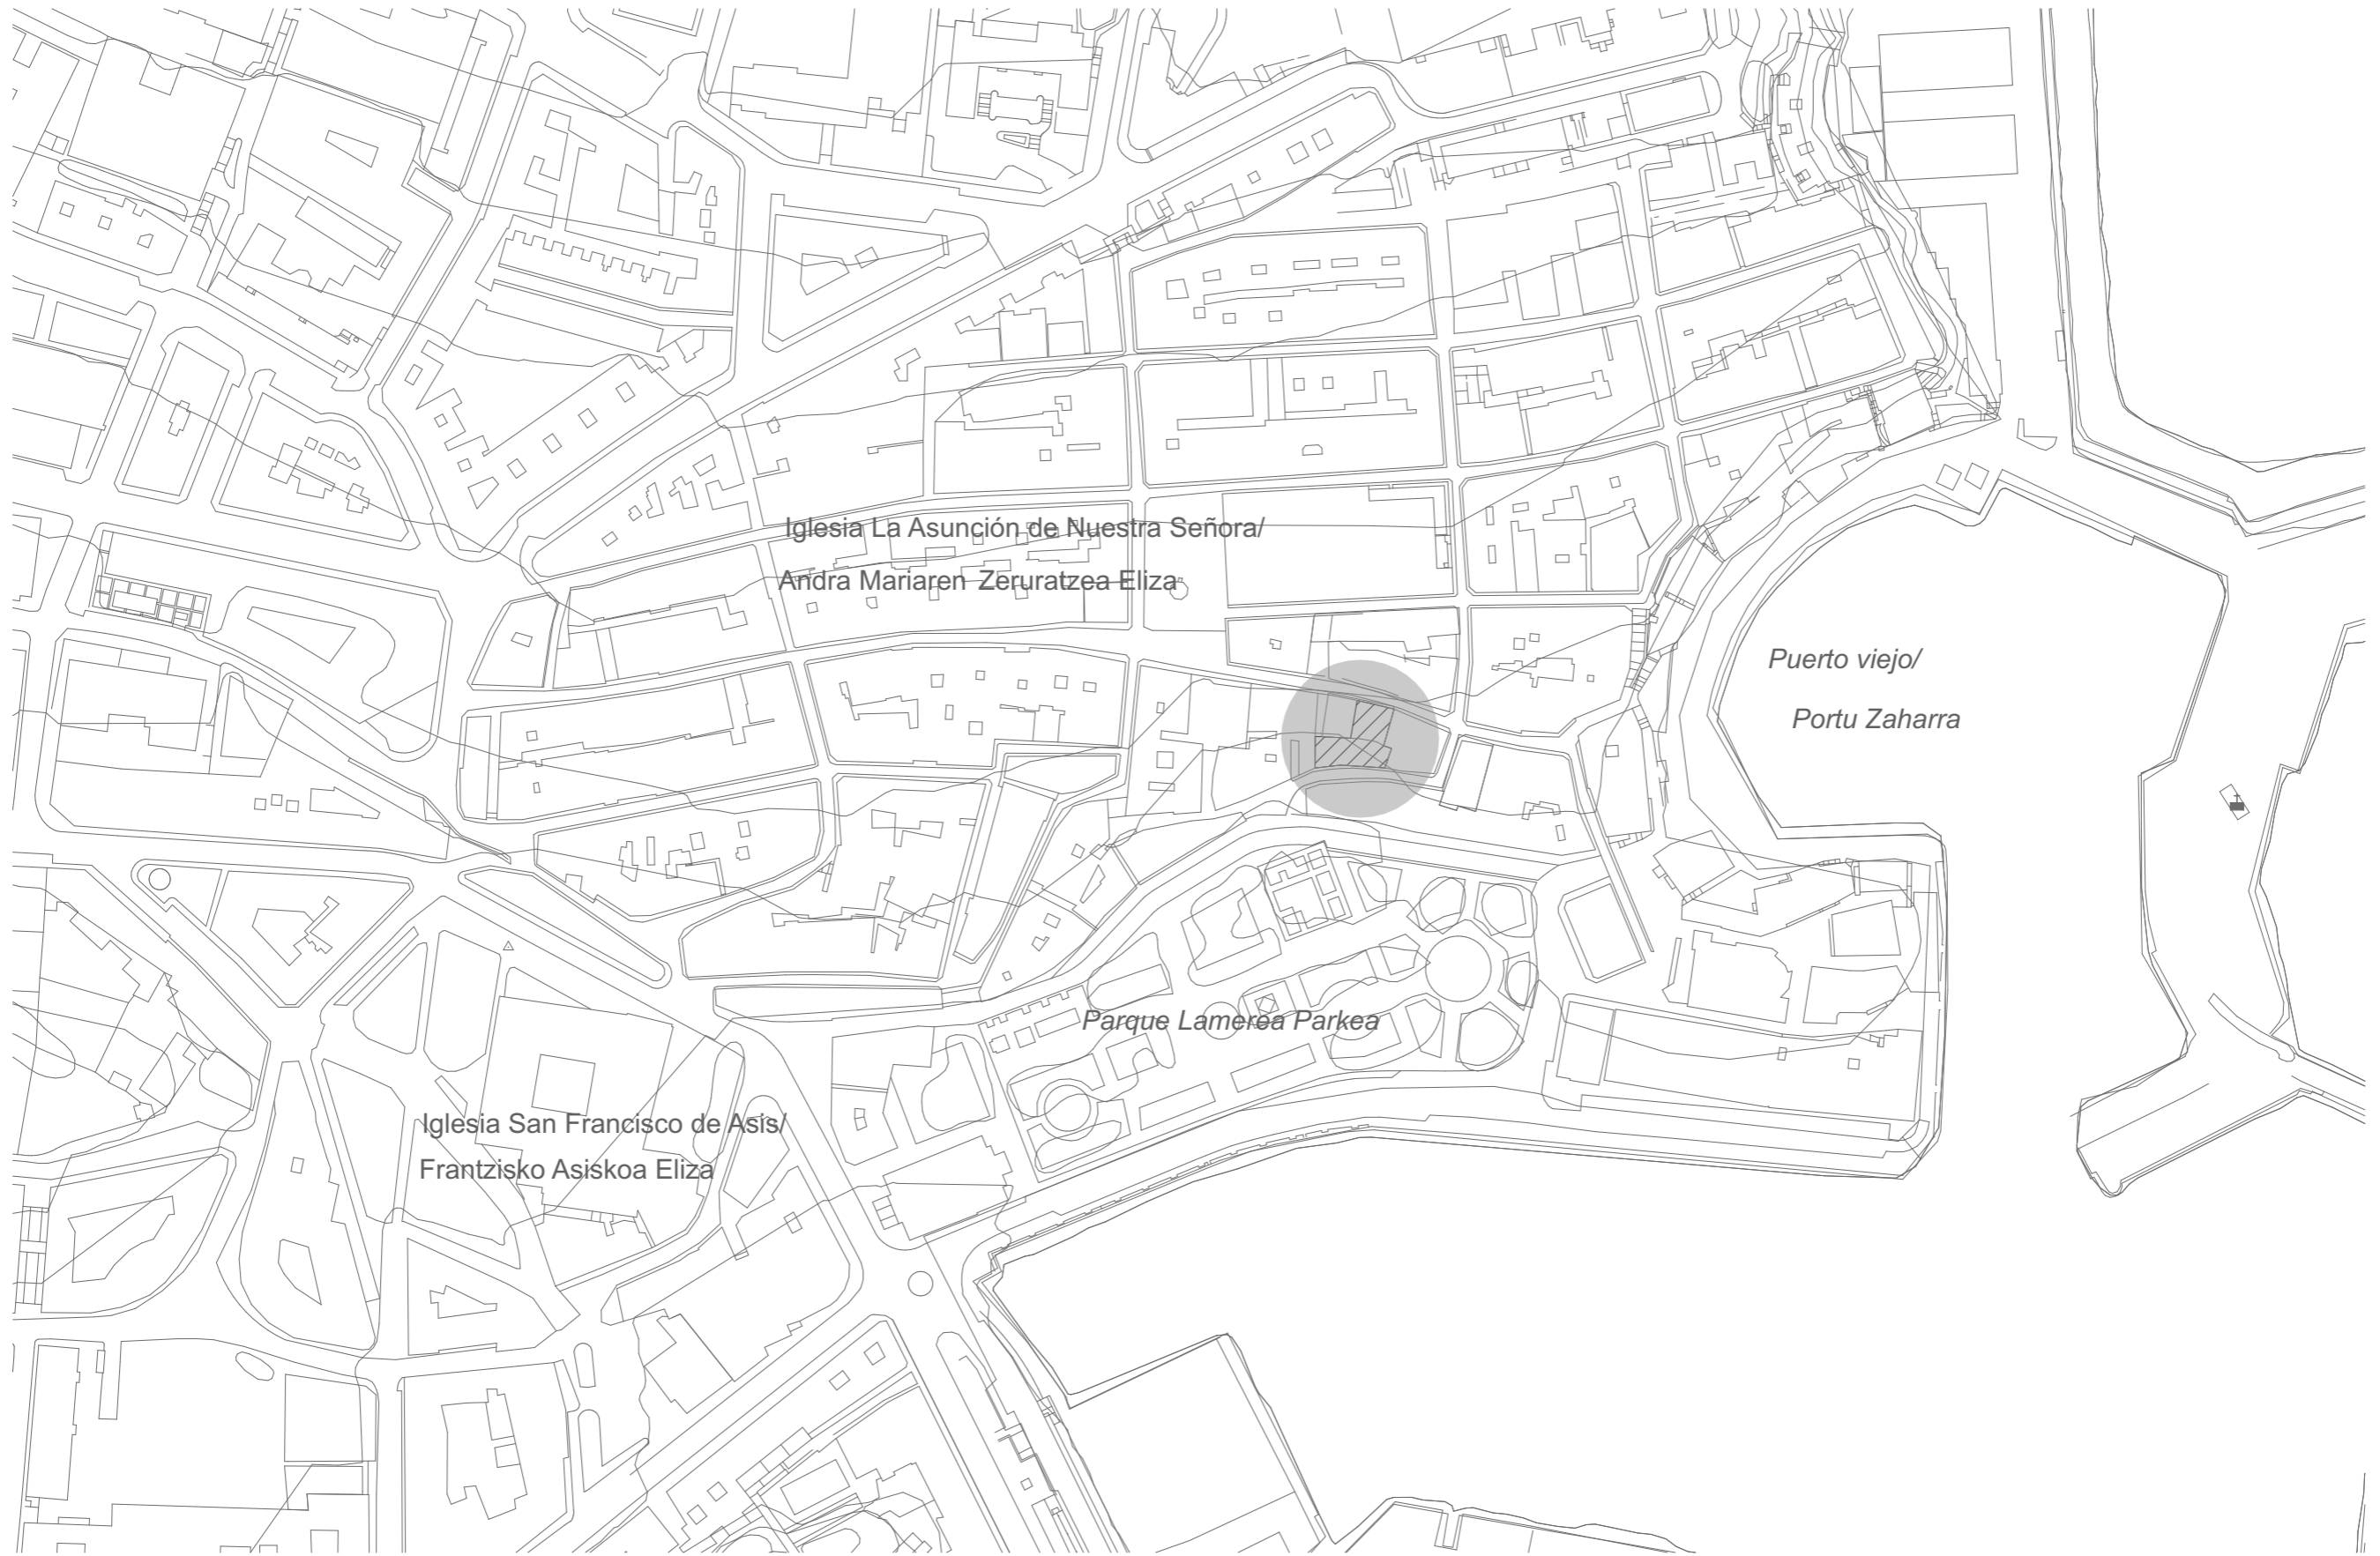 Iglesia La Asunción de Nuestra Señora/
Andra Mariaren Zeruratzea Eliza
Puerto viejo/
Portu Zaharra
Parque Lamerea Parkea
Iglesia San Francisco de Asis/
Frantzisko Asiskoa Eliza